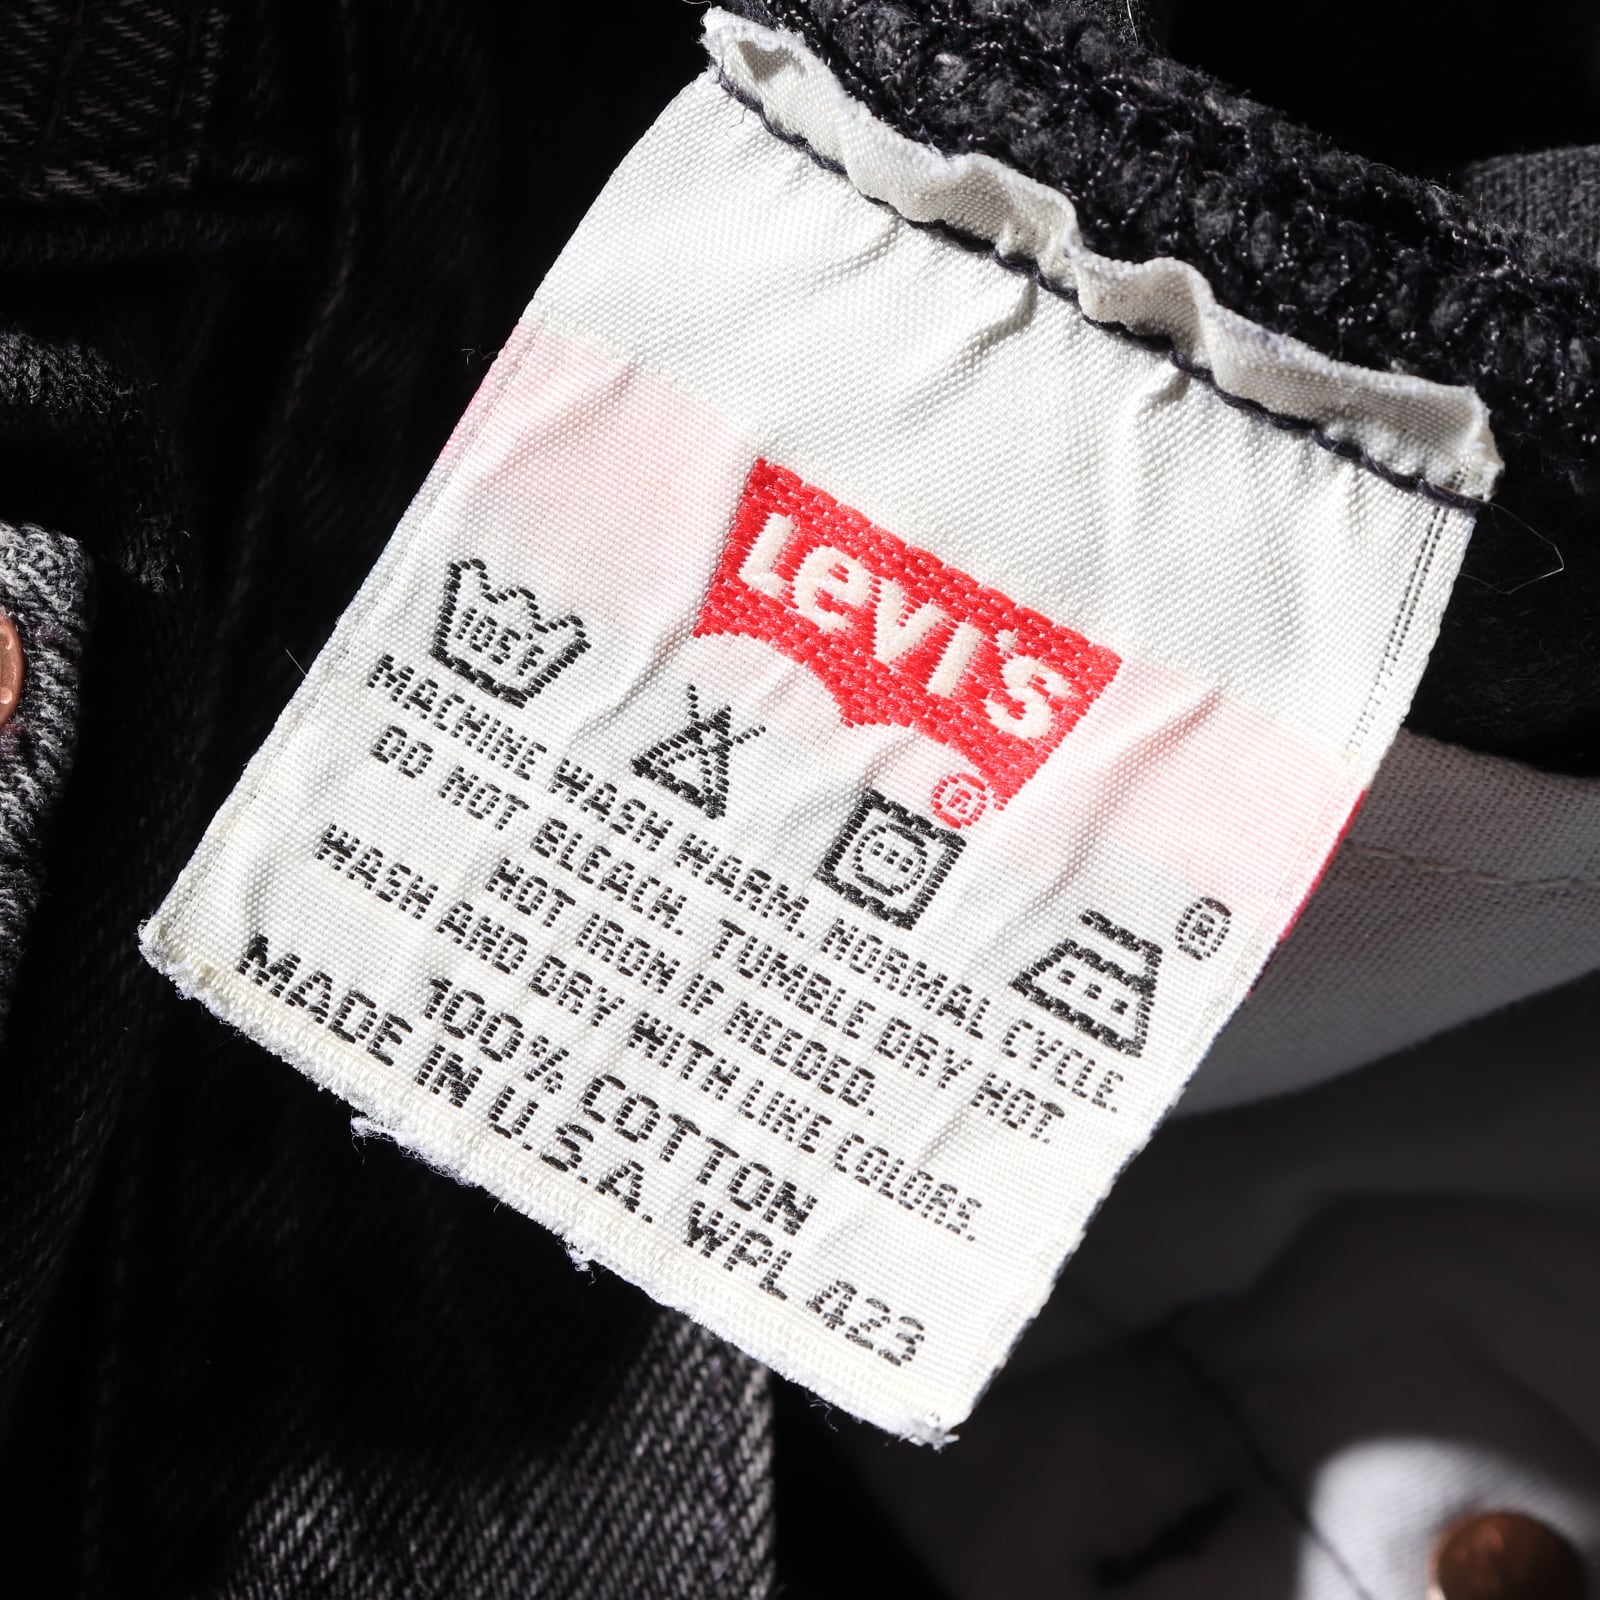 Levi's
®
105F
®
MACHINE WASH WARM. NORMAL CYCLE.
DO NOT BLEACH. TUMBLE DRY HOT.
HOT IRON IF NEEDED.
WASH AND DRY WITH LIKE COLORS.
100% COTTON
MADE IN U.S.A. WPL 423